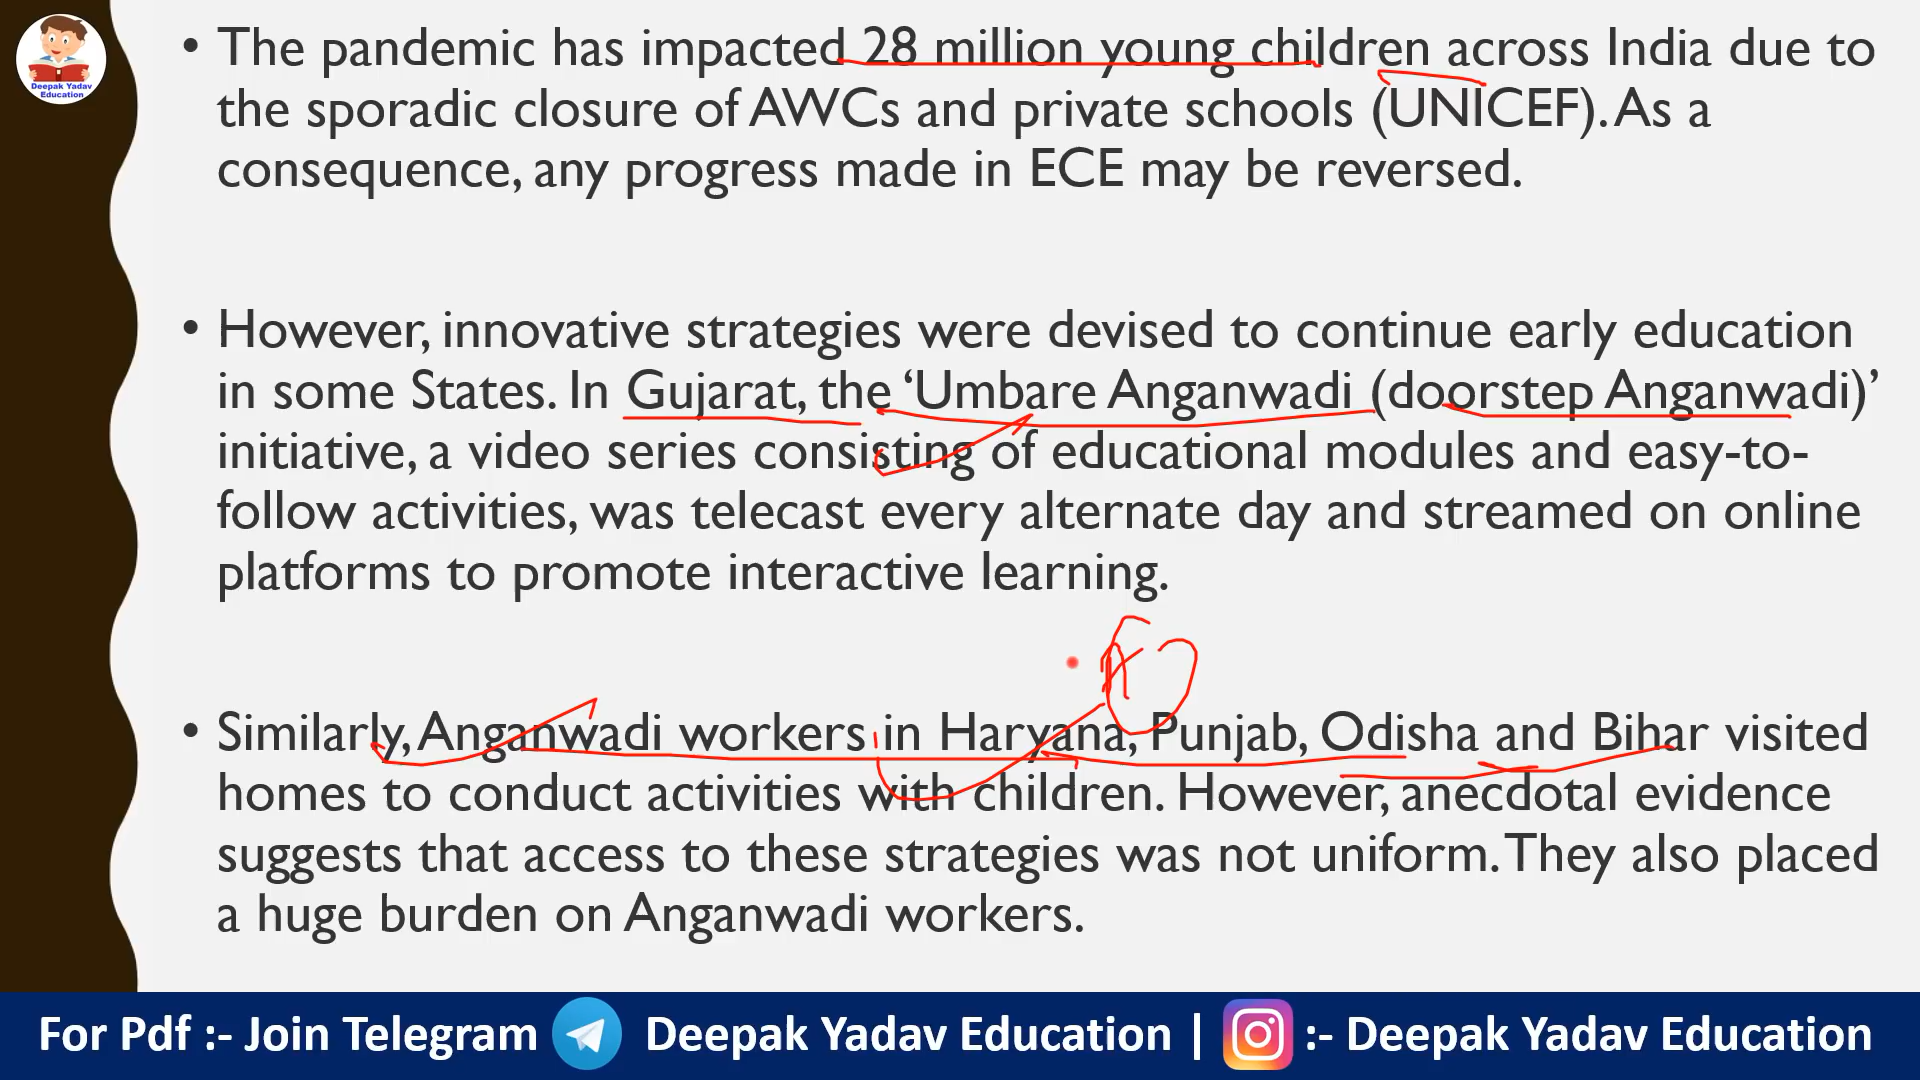 Deepak Yadav
Education
• The pandemic has impacted 28 million young children across India due to
the sporadic closure of AWCs and private schools (UNICEF). As a
consequence, any progress made in ECE may be reversed.
• However, innovative strategies were devised to continue early education
in some States. In Gujarat, the ‘Umbare Anganwadi (doorstep Anganwadi)’
initiative, a video series consisting of educational modules and easy-to-
follow activities, was telecast every alternate day and streamed on online
platforms to promote interactive learning.
• Similarly, Anganwadi workers in Haryana, Punjab, Odisha and Bihar visited
homes to conduct activities with children. However, anecdotal evidence
suggests that access to these strategies was not uniform. They also placed
a huge burden on Anganwadi workers.
For Pdf :- Join Telegram Deepak Yadav Education | :- Deepak Yadav Education